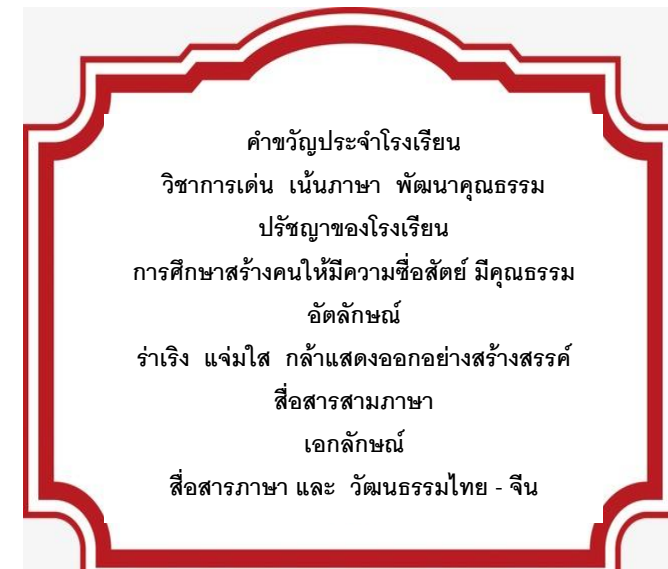 คำขวัญประจำโรงเรียน
วิชาการเด่น เน้นภาษา พัฒนาคุณธรรม
ปรัชญาของโรงเรียน
การศึกษาสร้างคนให้มีความซื่อสัตย์ มีคุณธรรม
อัตลักษณ์
ร่าเริง แจ่มใส กล้าแสดงออกอย่างสร้างสรรค์
สื่อสารสามภาษา
เอกลักษณ์
สื่อสารภาษา และ วัฒนธรรมไทย - จีน